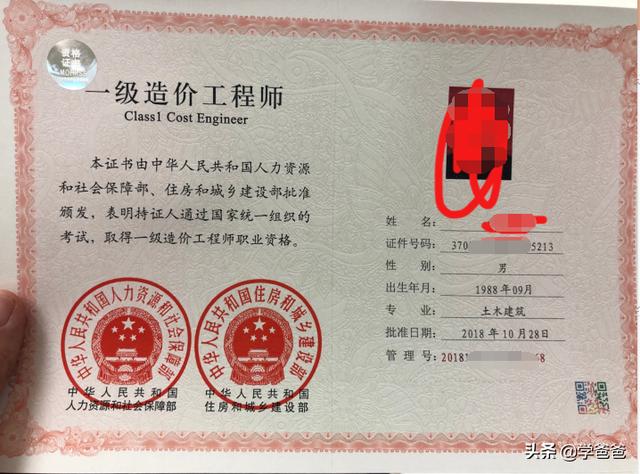 资格
证书
MOHRSS
一级造价工程师
Class1 Cost Engineer
本证书由中华人民共和国人力资源
和社会保障部、住房和城乡建设部批准
颁发，表明持证人通过国家统一组织的
考试，取得一级造价工程师职业资格。
中华人民共和国人力资源和社会保障部
中华人民共和国住房和城乡建设部
中华人民共和国
人力资源和社会保障部
中华人民共和国
住房和城乡建设部
姓 名:
证件号码: 370 5213
性 别: 男
出生年月: 1988年09月
专 业: 土木建筑
批准日期: 2018年10月28日
管 理 号: 2018 68
头条 @学爸爸